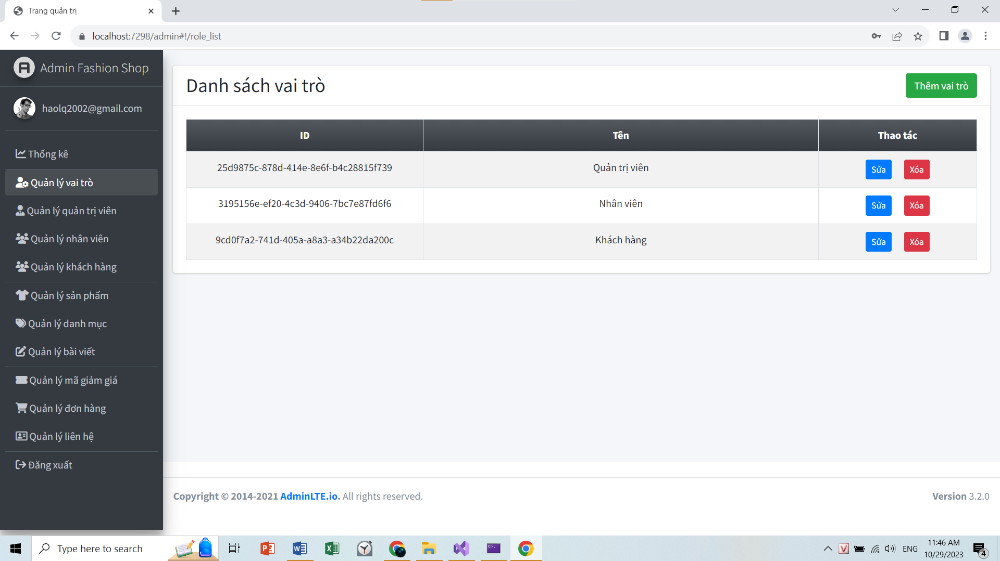 Trang quản trị
localhost:7298/admin#!/role_list
Admin Fashion Shop
haolq2002@gmail.com
Thống kê
Quản lý vai trò
Quản lý quản trị viên
Quản lý nhân viên
Quản lý khách hàng
Quản lý sản phẩm
Quản lý danh mục
Quản lý bài viết
Quản lý mã giảm giá
Quản lý đơn hàng
Quản lý liên hệ
Đăng xuất
Danh sách vai trò
Thêm vai trò
ID Tên Thao tác
25d9875c-878d-414e-8e6f-b4c28815f739 Quản trị viên Sửa Xóa
3195156e-ef20-4c3d-9406-7bc7e87fd6f6 Nhân viên Sửa Xóa
9cd0f7a2-741d-405a-a8a3-a34b22da200c Khách hàng Sửa Xóa
Copyright © 2014-2021 AdminLTE.io. All rights reserved.
Version 3.2.0
Type here to search
ENG
11:46 AM
10/29/2023
4